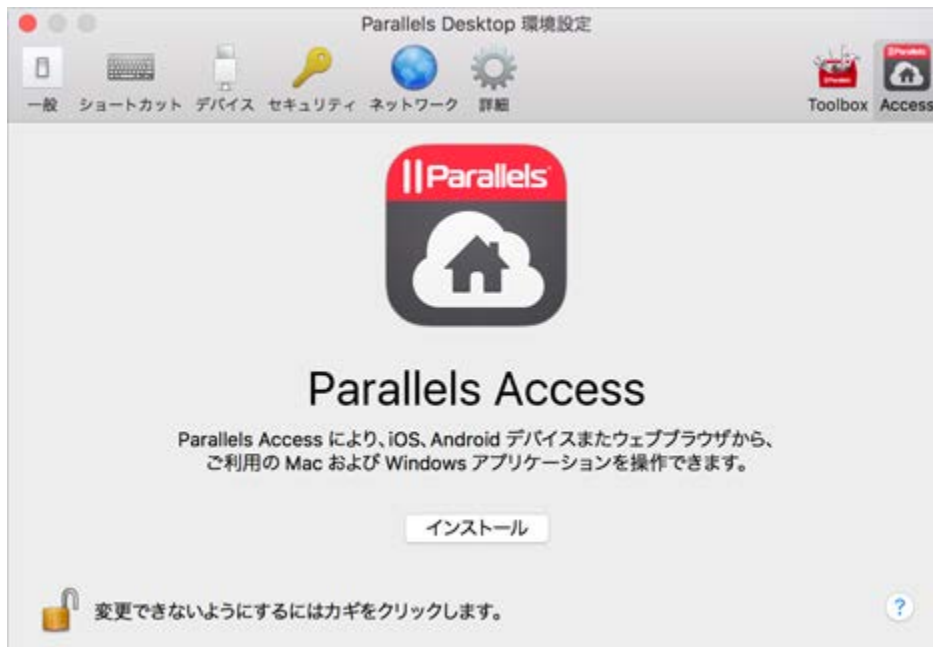 Parallels Desktop 環境設定
一般 ショートカット デバイス セキュリティ ネットワーク 詳細 Toolbox Access
Parallels
Parallels Access
Parallels Access により、iOS、Android デバイスまたウェブブラウザから、
ご利用の Mac および Windows アプリケーションを操作できます。
インストール
変更できないようにするにはカギをクリックします。
?